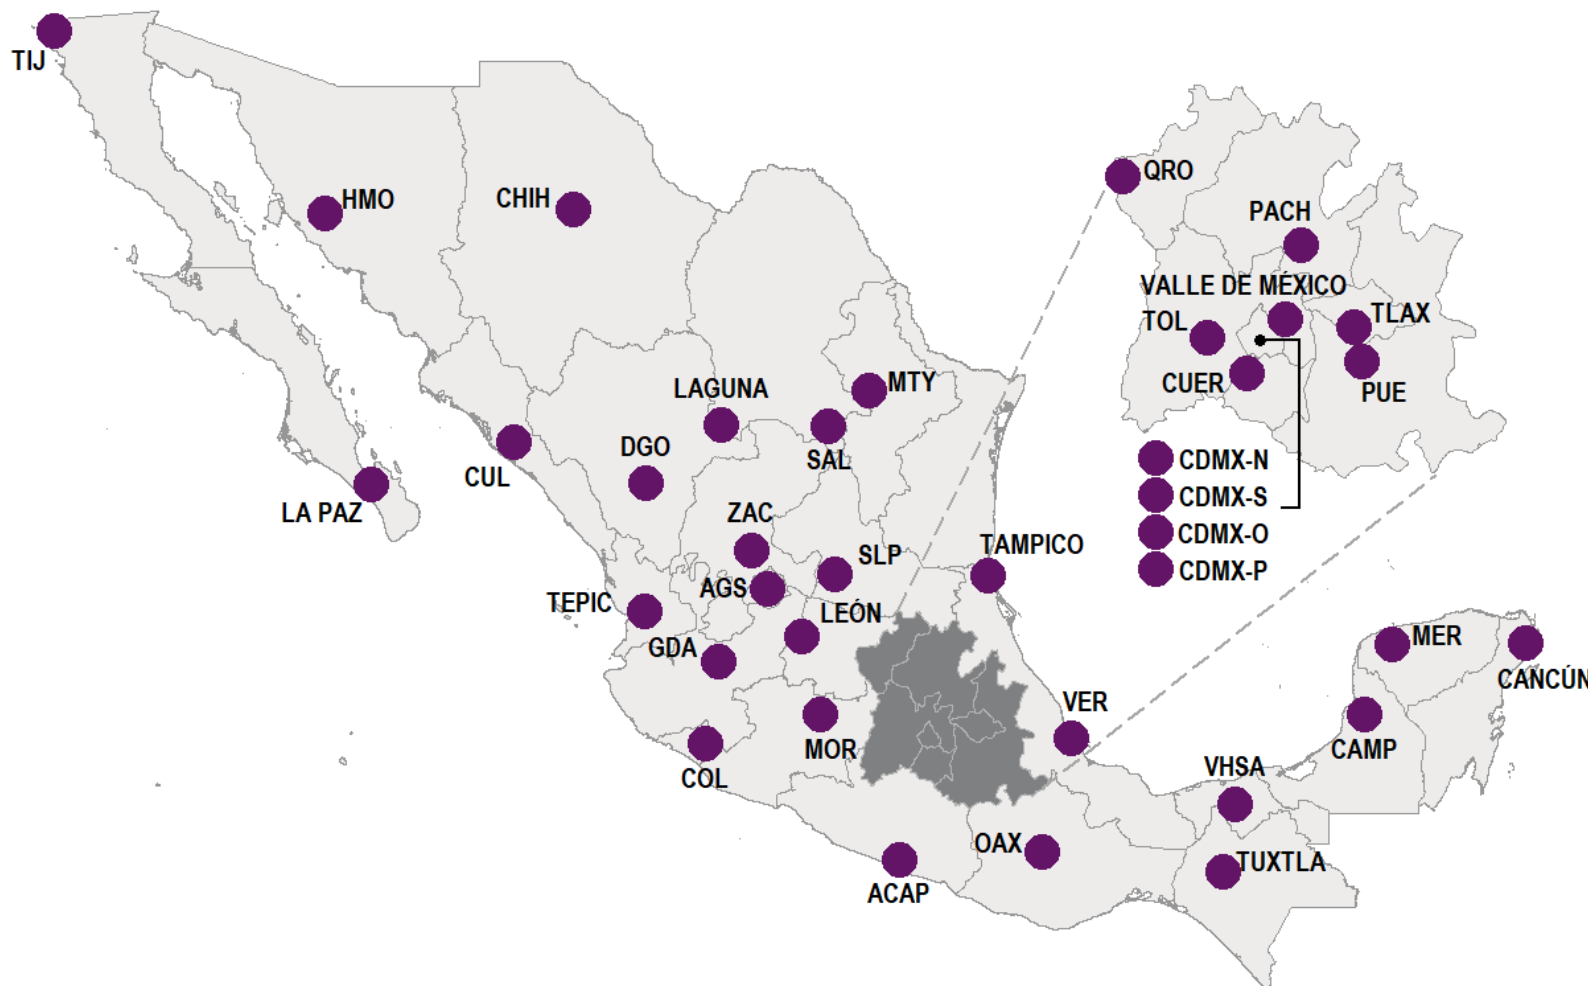 TIJ
HMO
CHIH
QRO
PACH
VALLE DE MÉXICO
TOL
TLAX
CUER
PUE
LAGUNA
MTY
DGO
SAL
CUL
LA PAZ
CDMX-N
CDMX-S
CDMX-O
CDMX-P
ZAC
SLP
TAMPICO
AGS
TEPIC
LEÓN
GDA
MER
CANCÚN
VER
MOR
CAMP
COL
VHSA
OAX
TUXTLA
ACAP